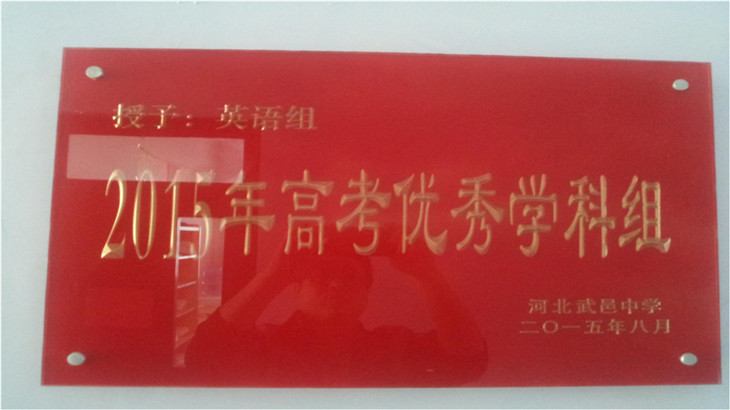 授予：英语组
2015年高考优秀学科组
河北武邑中学
二〇一五年八月